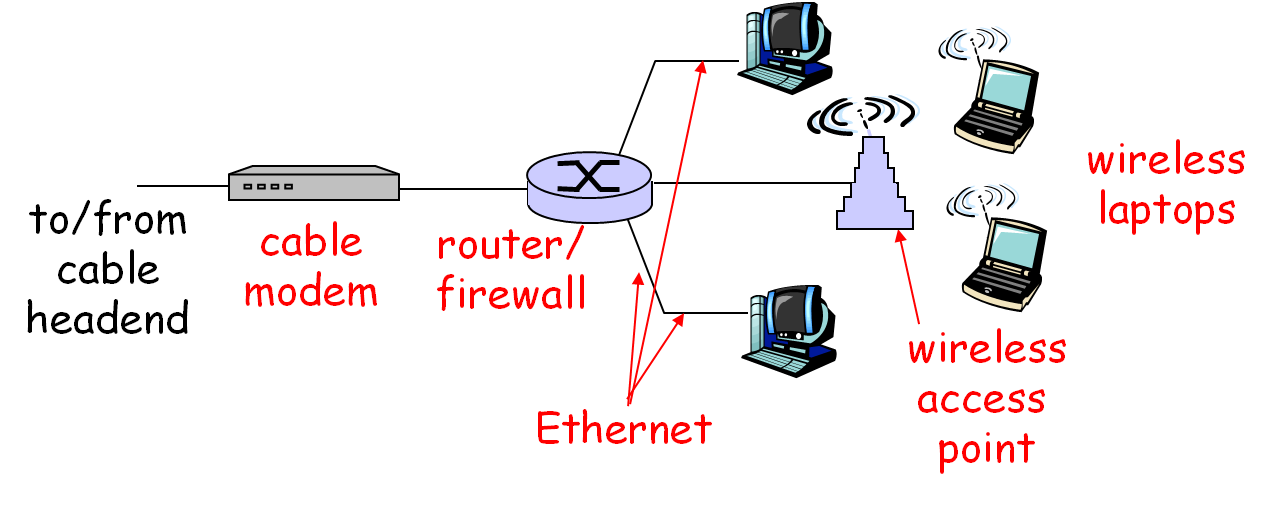 to/from
cable
headend
cable
modem
router/
firewall
Ethernet
wireless
access
point
wireless
laptops